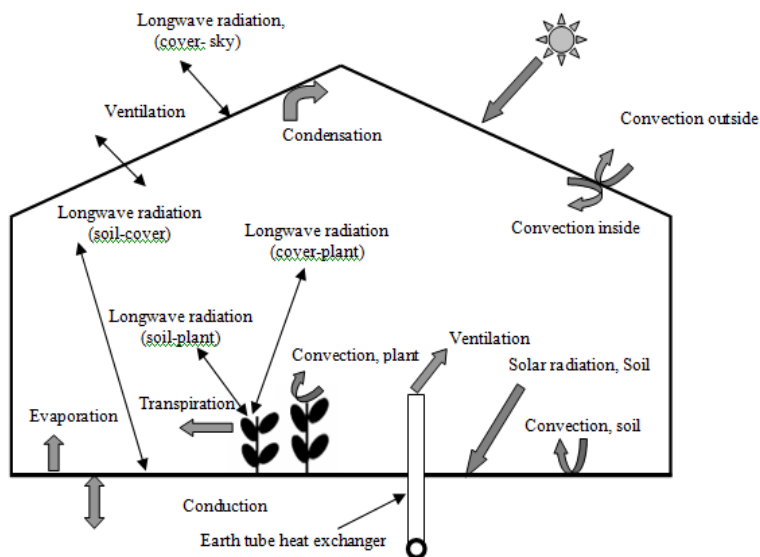 Longwave radiation,
(cover- sky)
Ventilation
Condensation
Convection outside
Longwave radiation
(soil-cover)
Longwave radiation
(cover-plant)
Convection inside
Longwave radiation
(soil-plant)
Convection, plant
Ventilation
Solar radiation, Soil
Evaporation
Transpiration
Convection, soil
Conduction
Earth tube heat exchanger